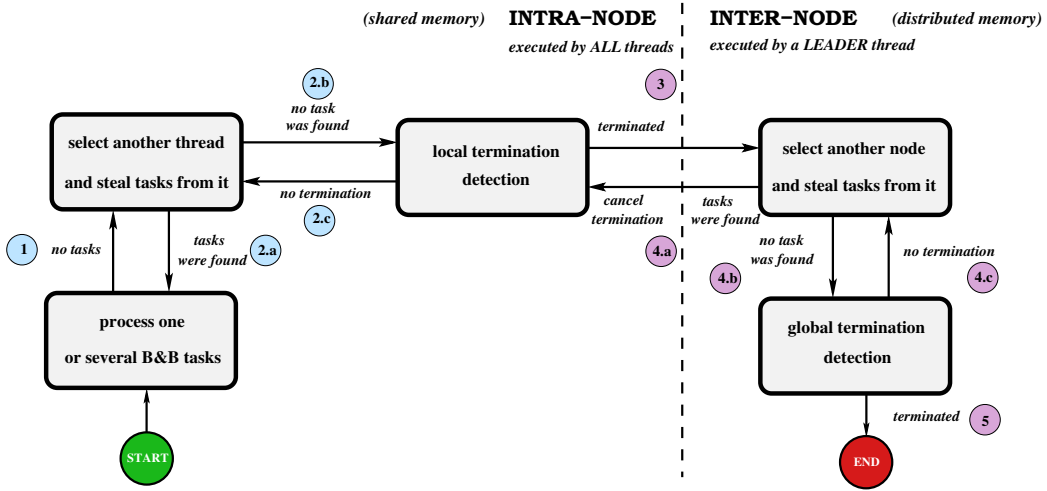 (shared memory) INTRA-NODE
executed by ALL threads
INTER-NODE (distributed memory)
executed by a LEADER thread
2.b
no task
was found
3
terminated
select another thread
and steal tasks from it
local termination
detection
select another node
and steal tasks from it
no termination
2.c
cancel
termination
tasks
were found
4.a
1
no tasks
tasks
were found
2.a
no task
was found
4.b
no termination
4.c
process one
or several B&B tasks
global termination
detection
terminated
5
START
END